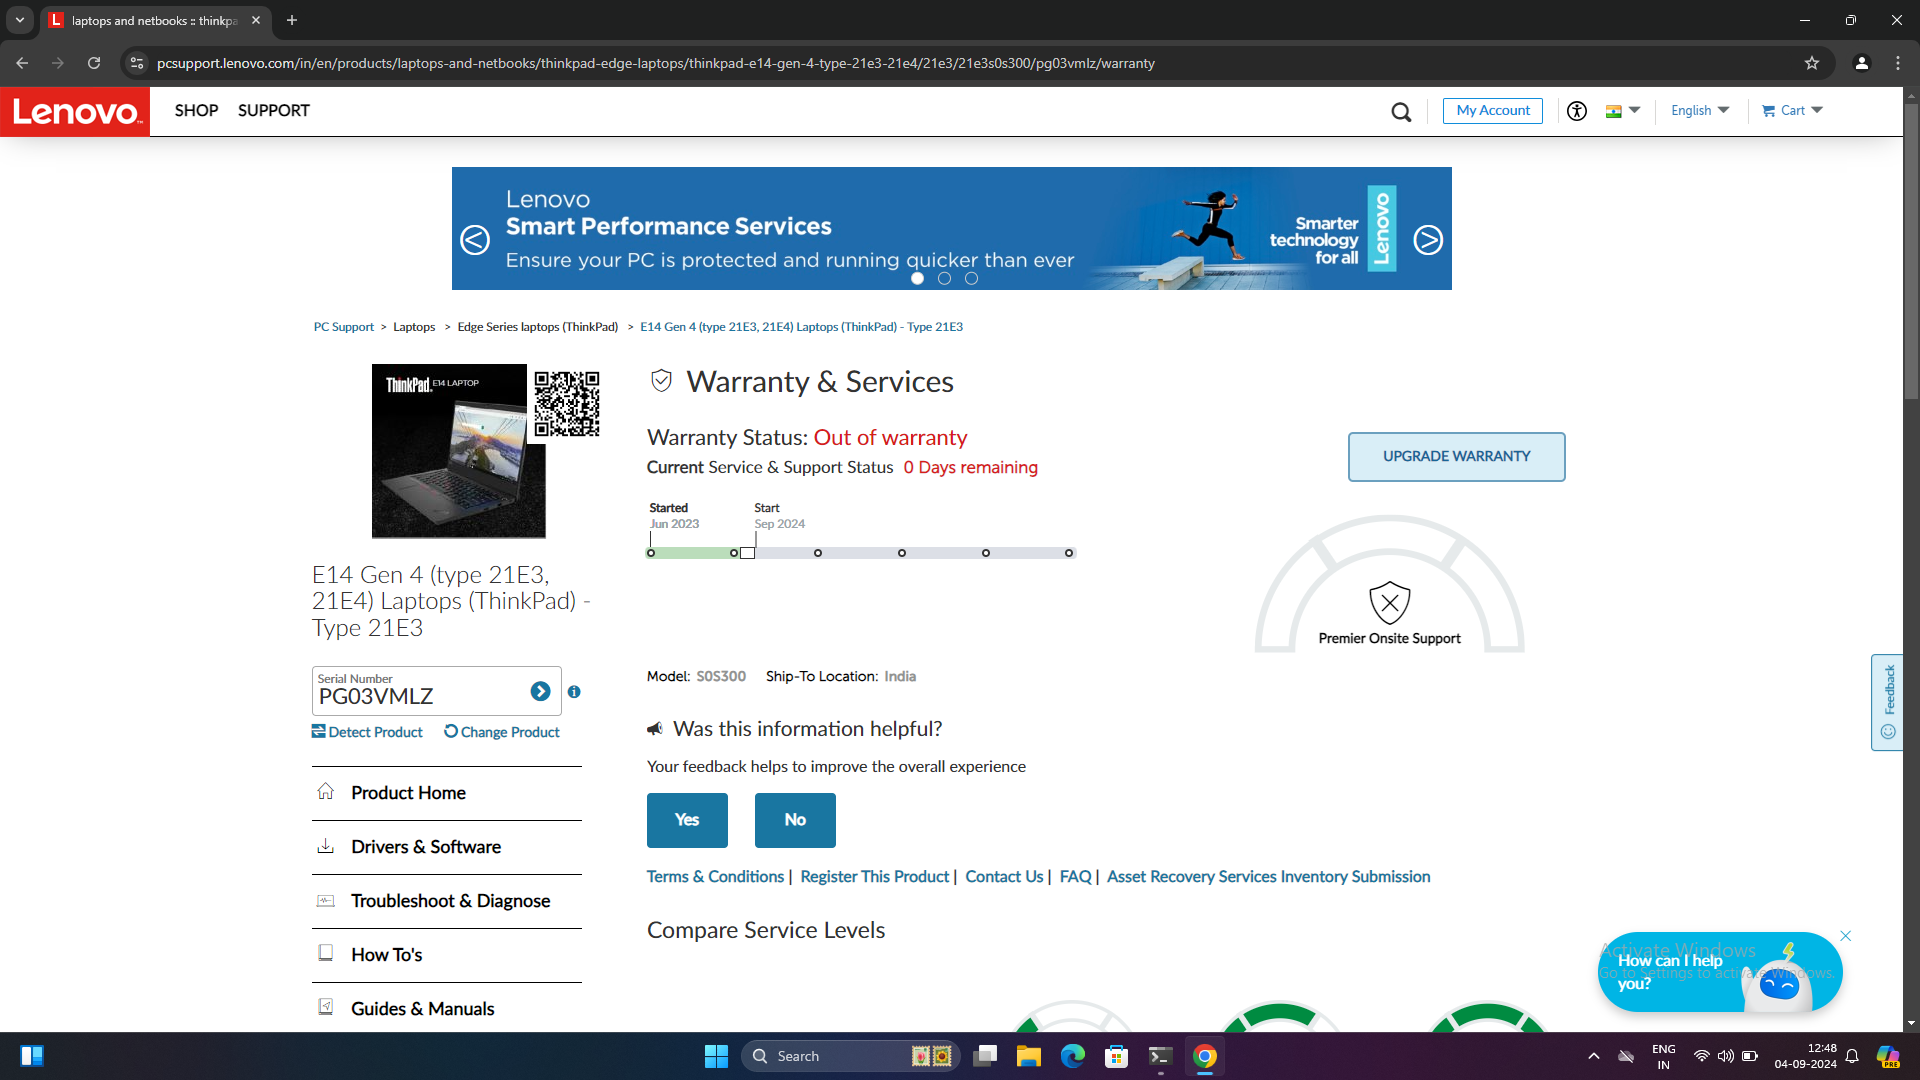 laptops and netbooks :: thinkpa
pcsupport.lenovo.com/in/en/products/laptops-and-netbooks/thinkpad-edge-laptops/thinkpad-e14-gen-4-type-21e3-21e4/21e3/21e3s0s300/pg03vmlz/warranty
Lenovo
SHOP
SUPPORT
My Account
English
Cart
Lenovo
Smart Performance Services
Ensure your PC is protected and running quicker than ever
Smarter
technology
for all
Lenovo
PC Support > Laptops > Edge Series laptops (ThinkPad) > E14 Gen 4 (type 21E3, 21E4) Laptops (ThinkPad) - Type 21E3
ThinkPad E14 LAPTOP
E14 Gen 4 (type 21E3,
21E4) Laptops (ThinkPad) -
Type 21E3
Serial Number
PG03VMLZ
Detect Product
Change Product
Product Home
Drivers & Software
Troubleshoot & Diagnose
How To's
Guides & Manuals
Warranty & Services
Warranty Status: Out of warranty
Current Service & Support Status 0 Days remaining
Started
Jun 2023
Start
Sep 2024
UPGRADE WARRANTY
Premier Onsite Support
Model: S0S300 Ship-To Location: India
Was this information helpful?
Your feedback helps to improve the overall experience
Yes
No
Terms & Conditions | Register This Product | Contact Us | FAQ | Asset Recovery Services Inventory Submission
Compare Service Levels
Feedback
Activate Windows
Go to Settings to activate Windows.
How can I help
you?
Search
ENG
IN
12:48
04-09-2024
PRE